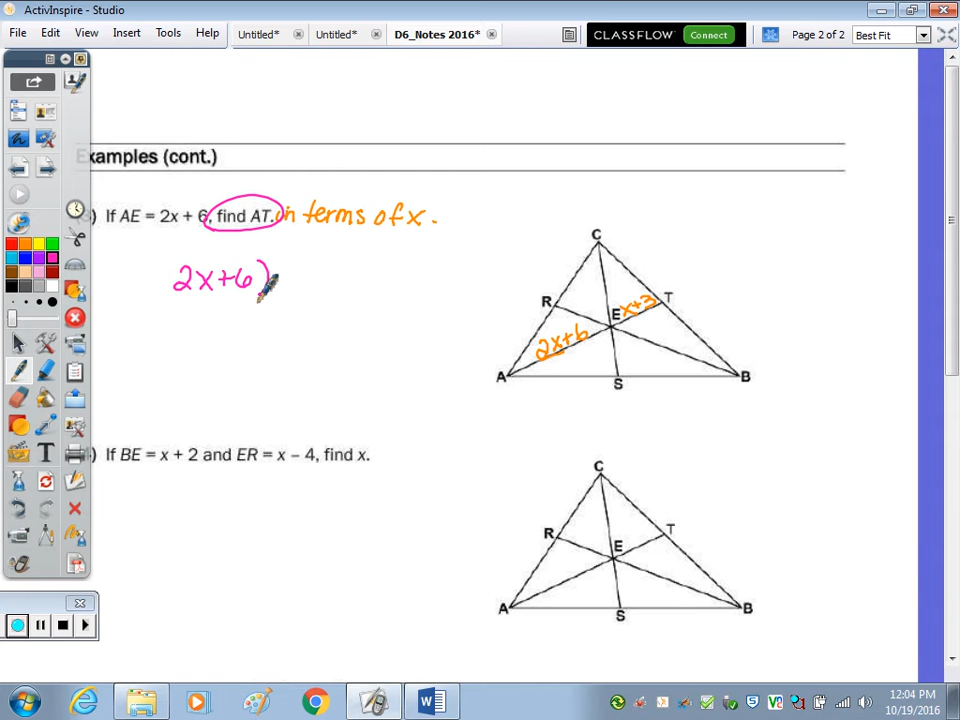 ActivInspire - Studio
File Edit View Insert Tools Help Untitled* Untitled* D6_Notes 2016* CLASSFLOW Connect Page 2 of 2 Best Fit
Examples (cont.)
) If AE = 2x + 6, find AT. in terms of x.
2x+6)
C
R
T
E
x+3
2x+6
A
S
B
) If BE = x + 2 and ER = x – 4, find x.
C
R
T
E
A
S
B
12:04 PM
10/19/2016